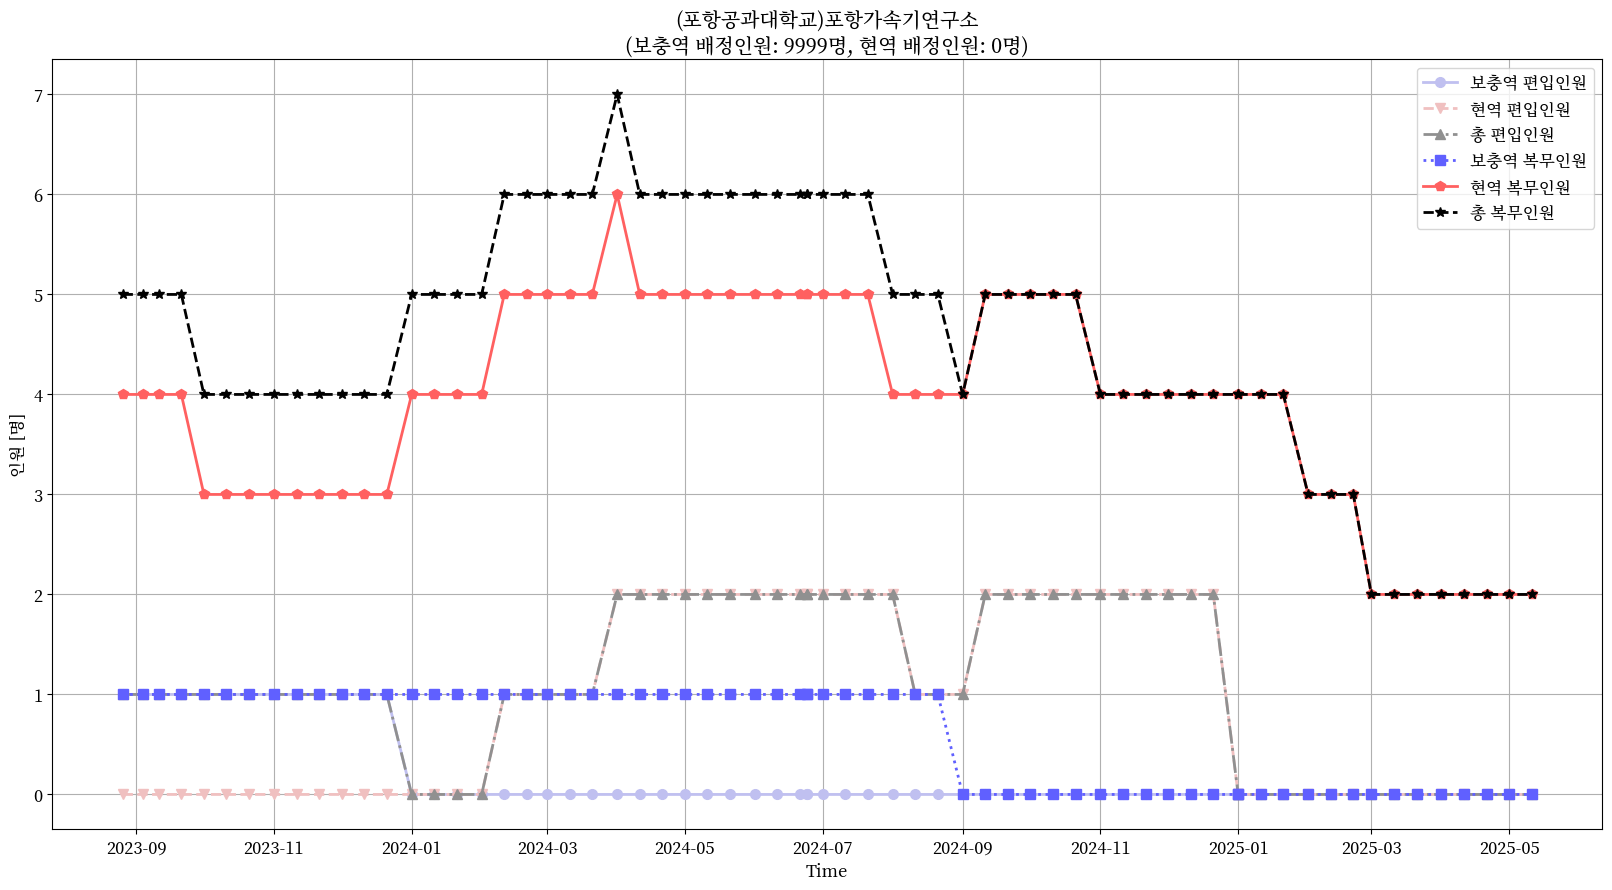 (포항공과대학교)포항가속기연구소
(보충역 배정인원: 9999명, 현역 배정인원: 0명)
보충역 편입인원
현역 편입인원
총 편입인원
보충역 복무인원
현역 복무인원
총 복무인원
인원 [명]
7
6
5
4
3
2
1
0
2023-09 2023-11 2024-01 2024-03 2024-05 2024-07 2024-09 2024-11 2025-01 2025-03 2025-05
Time